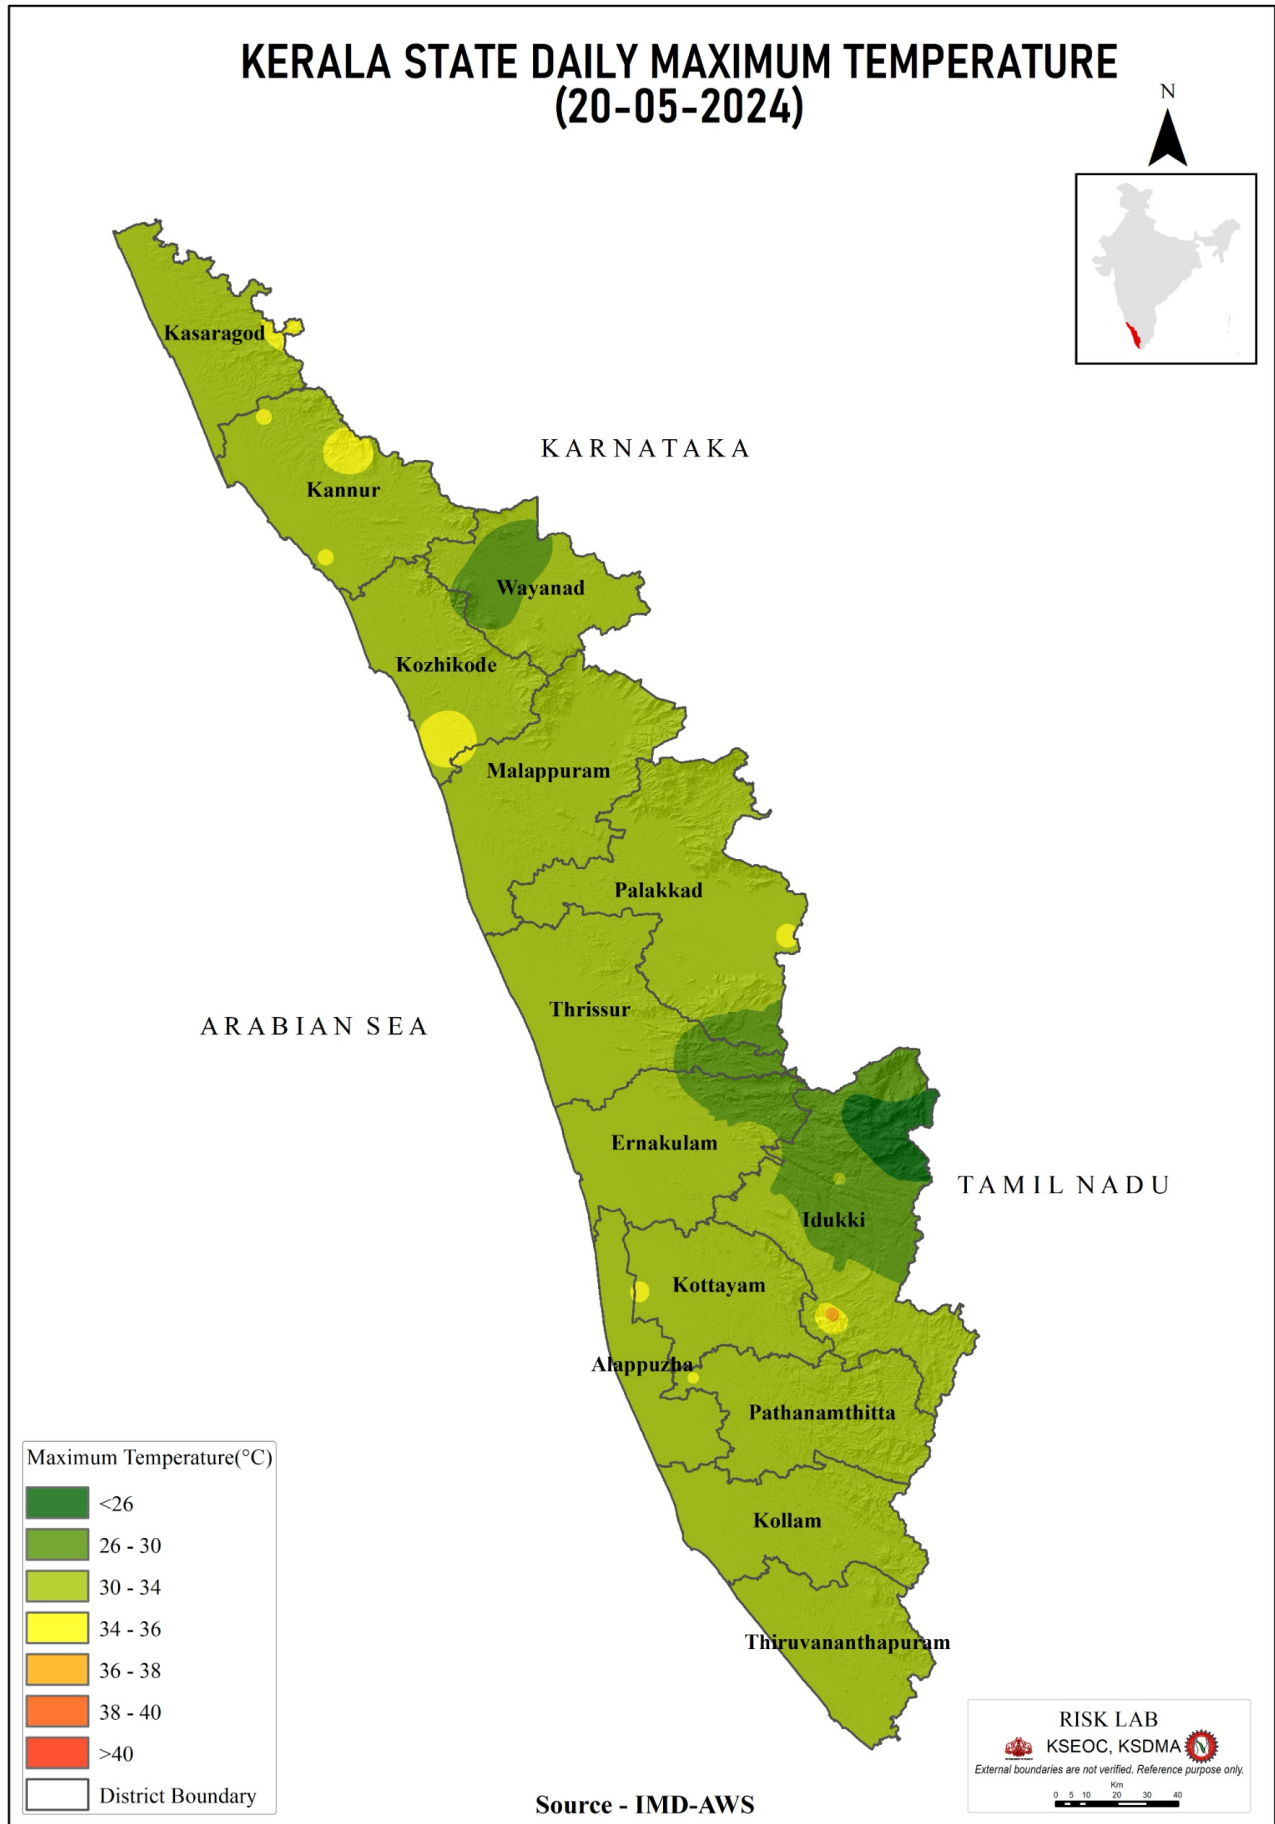 KERALA STATE DAILY MAXIMUM TEMPERATURE
(20-05-2024)
N
Kasaragod
KARNATAKA
Kannur
Wayanad
Kozhikode
Malappuram
Palakkad
Thrissur
ARABIAN SEA
Ernakulam
TAMIL NADU
Idukki
Kottayam
Alappuzha
Pathanamthitta
Kollam
Thiruvananthapuram
Maximum Temperature(°C)
<26
26 - 30
30 - 34
34 - 36
36 - 38
38 - 40
>40
District Boundary
Source - IMD-AWS
RISK LAB
KSEOC, KSDMA
External boundaries are not verified. Reference purpose only.
Km
0 5 10 20 30 40